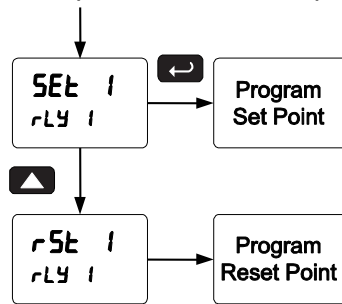 SEt 1
rLY 1
Program
Set Point
rSt 1
rLY 1
Program
Reset Point